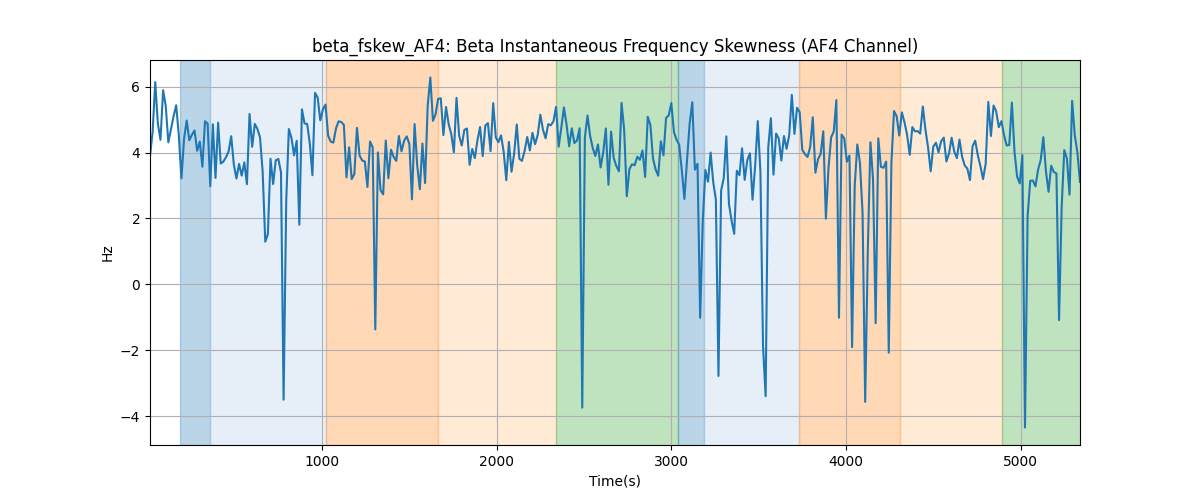 beta_fskew_AF4: Beta Instantaneous Frequency Skewness (AF4 Channel)
6
4
2
0
−2
−4
Hz
1000 2000 3000 4000 5000
Time(s)